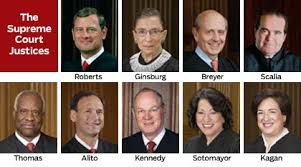 The
Supreme
Court
Justices
Roberts
Ginsburg
Breyer
Scalia
Thomas
Alito
Kennedy
Sotomayor
Kagan